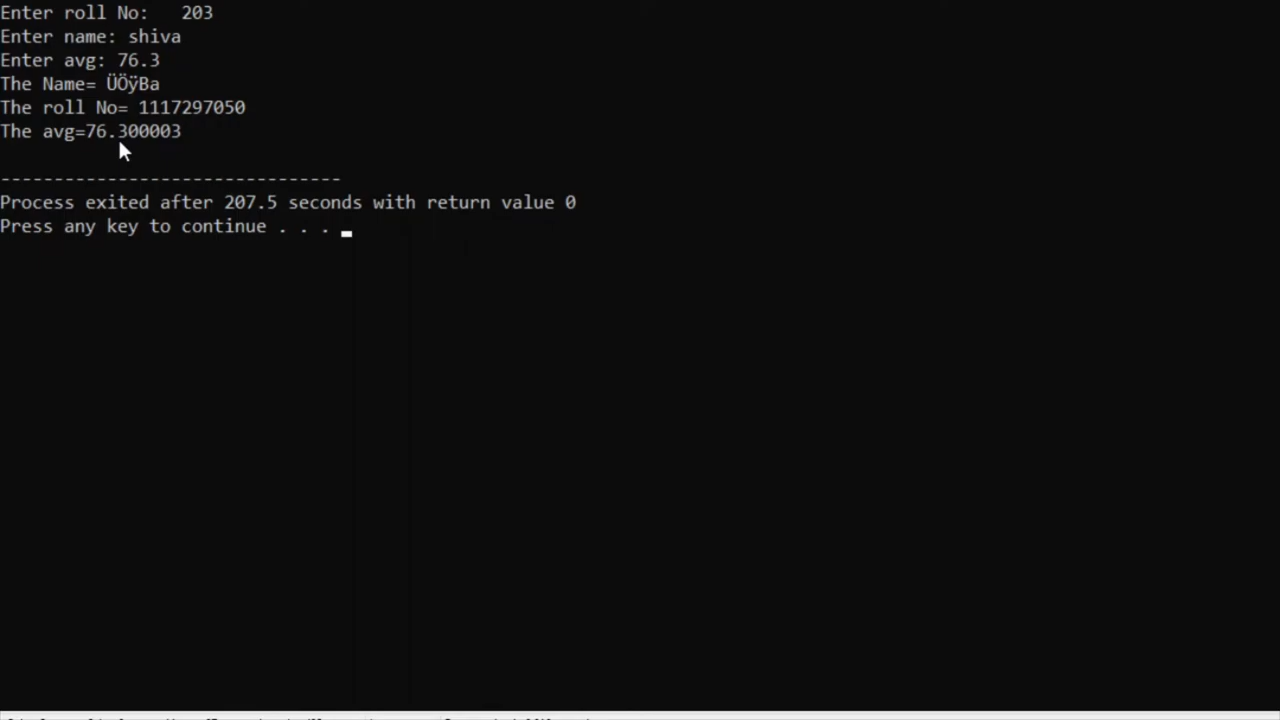 Enter roll No:   203
Enter name: shiva
Enter avg: 76.3
The Name= ÜÖÿBa
The roll No= 1117297050
The avg=76.300003
--------------------------------
Process exited after 207.5 seconds with return value 0
Press any key to continue . . .